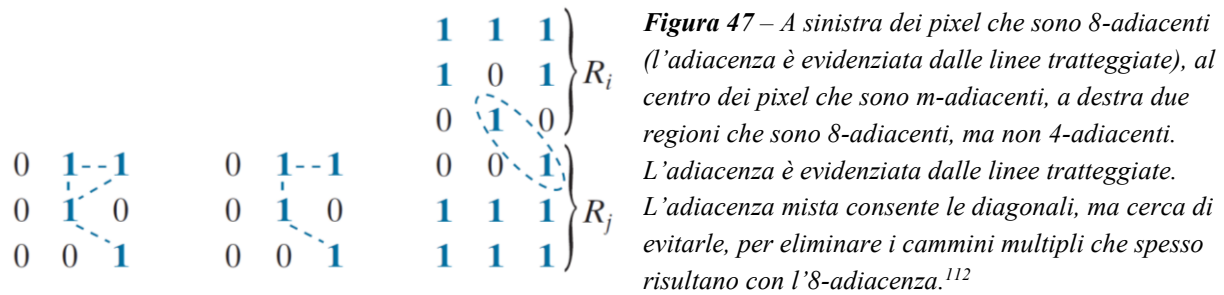 0 1 1
0 1 0
0 0 1
0 1 1
0 1 0
0 0 1
1 1 1
1 0 1 Ri
0 1 0
0 0 1
1 1 1 Rj
1 1 1
Figura 47 – A sinistra dei pixel che sono 8-adiacenti
(l’adiacenza è evidenziata dalle linee tratteggiate), al
centro dei pixel che sono m-adiacenti, a destra due
regioni che sono 8-adiacenti, ma non 4-adiacenti.
L’adiacenza è evidenziata dalle linee tratteggiate.
L’adiacenza mista consente le diagonali, ma cerca di
evitarle, per eliminare i cammini multipli che spesso
risultano con l’8-adiacenza.112